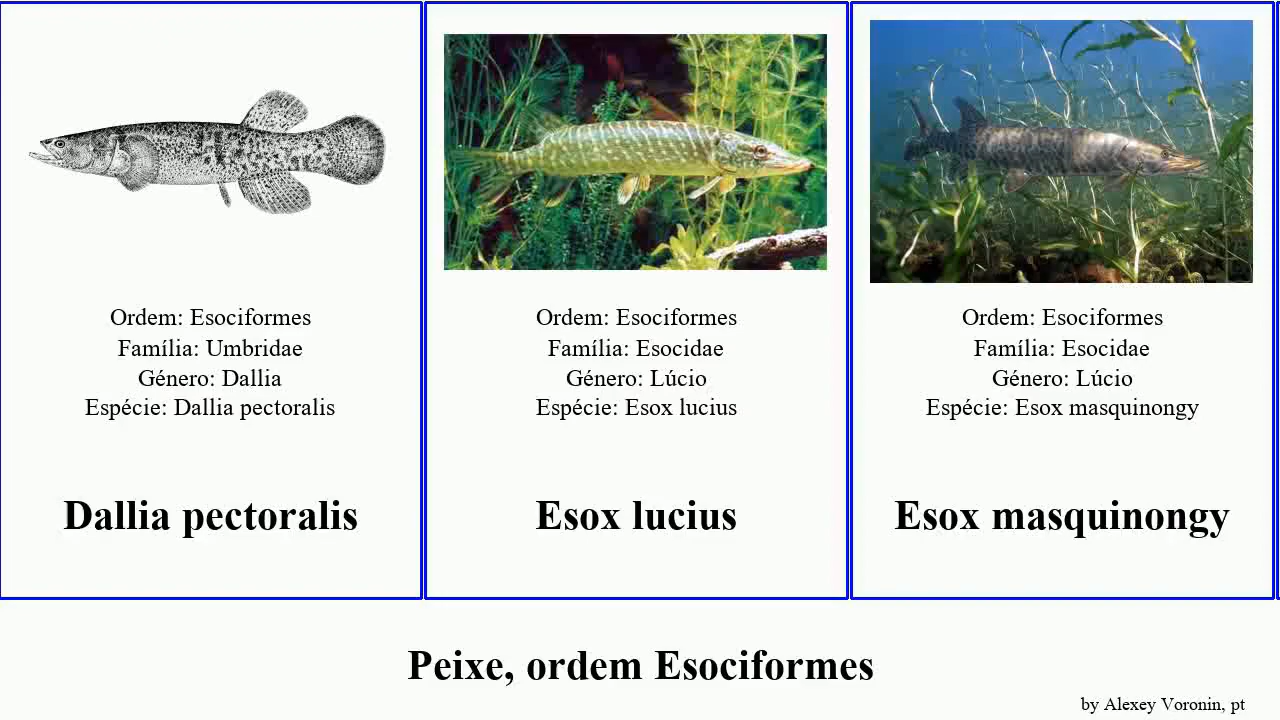 Ordem: Esociformes
Família: Umbridae
Género: Dallia
Espécie: Dallia pectoralis
Dallia pectoralis
Ordem: Esociformes
Família: Esocidae
Género: Lúcio
Espécie: Esox lucius
Esox lucius
Ordem: Esociformes
Família: Esocidae
Género: Lúcio
Espécie: Esox masquinongy
Esox masquinongy
Peixe, ordem Esociformes
by Alexey Voronin, pt